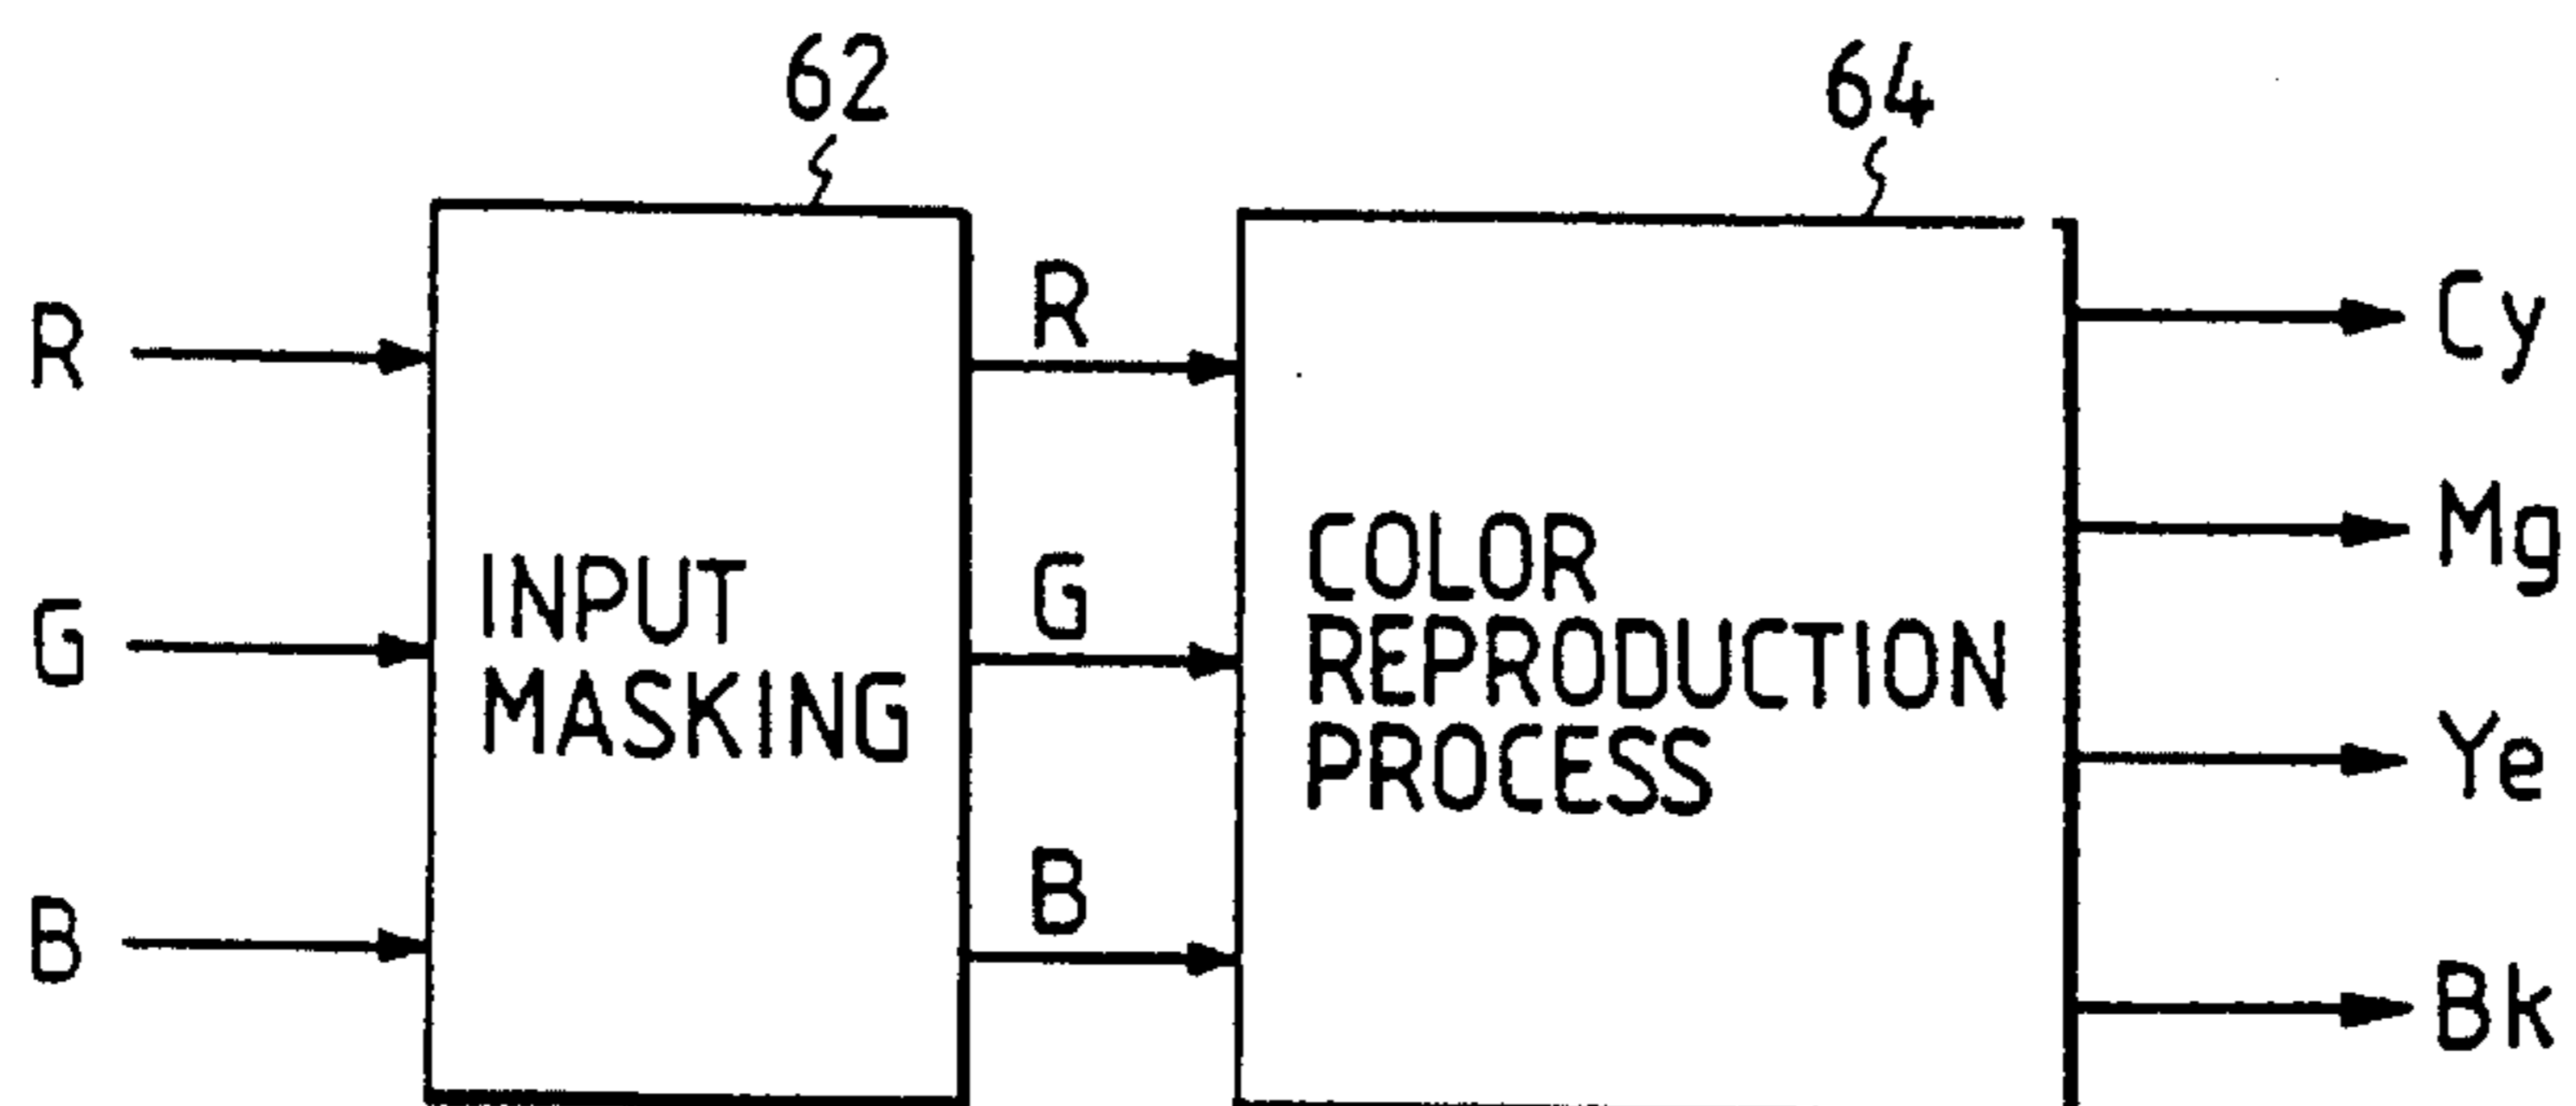 62
64
R
G
B
INPUT
MASKING
R
G
B
COLOR
REPRODUCTION
PROCESS
Cy
Mg
Ye
Bk